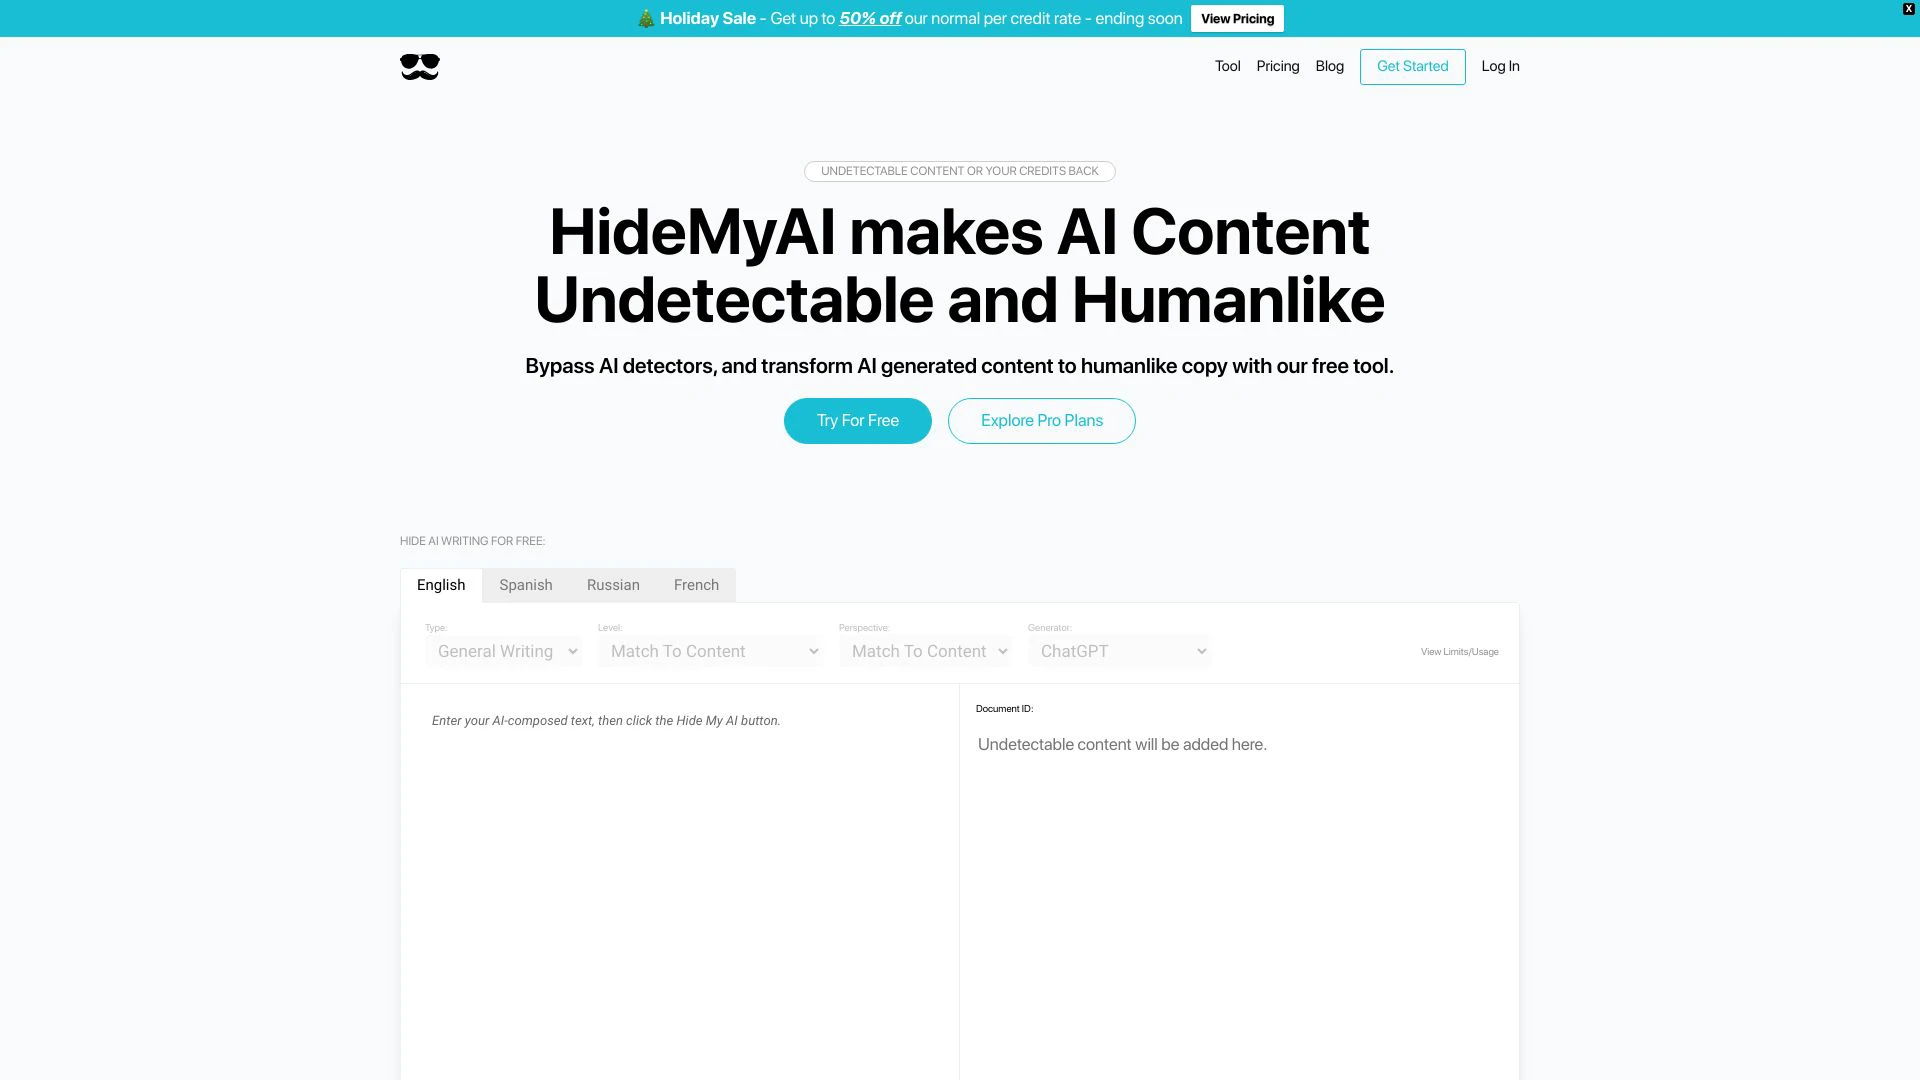 🎄 Holiday Sale - Get up to 50% off our normal per credit rate - ending soon View Pricing X
Tool Pricing Blog Get Started Log In
UNDETECTABLE CONTENT OR YOUR CREDITS BACK
HideMyAI makes AI Content
Undetectable and Humanlike
Bypass AI detectors, and transform AI generated content to humanlike copy with our free tool.
Try For Free Explore Pro Plans
HIDE AI WRITING FOR FREE:
English Spanish Russian French
Type: Level: Perspective: Generator:
General Writing Match To Content Match To Content ChatGPT View Limits/Usage
Enter your AI-composed text, then click the Hide My AI button.
Document ID:
Undetectable content will be added here.